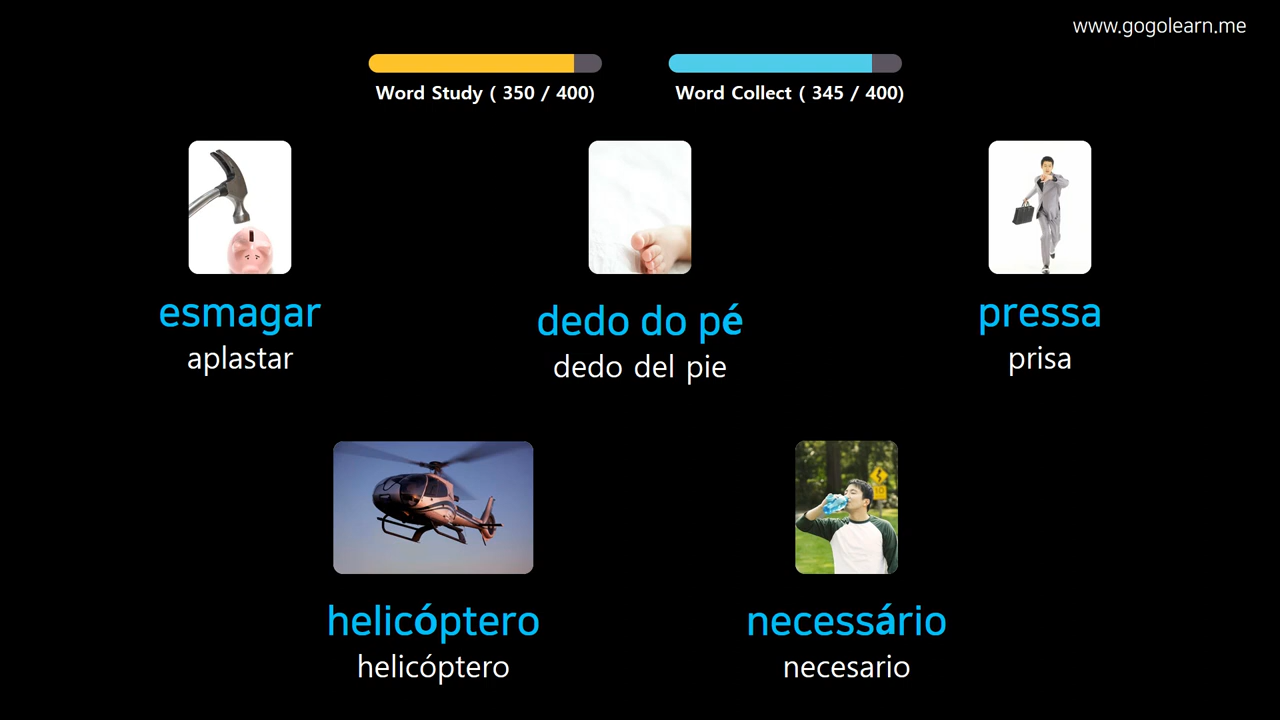 www.gogolearn.me
Word Study ( 350 / 400)
Word Collect ( 345 / 400)
esmagar
aplastar
dedo do pé
dedo del pie
pressa
prisa
helicóptero
helicóptero
necessário
necesario